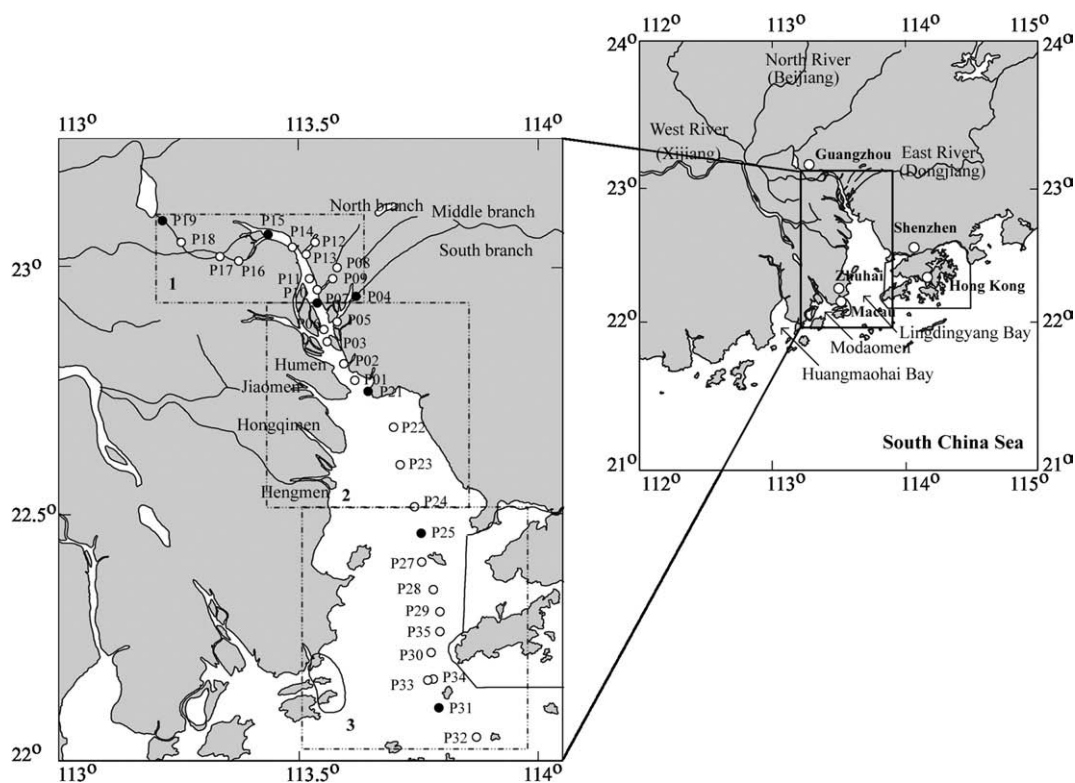 113°
113.5°
114°
23°
22.5°
22°
113°
113.5°
114°
North branch
Middle branch
South branch
P19
P18
P17
P16
P15
P14
P12
P13
P11
P08
P09
P10
P07
P04
P05
P06
P03
P02
P01
P21
1
Humen
Jiaomen
Hongqimen
Hengmen
2
P22
P23
P24
P25
P27
P28
P29
P35
P30
P33
P34
P31
P32
3
112°
113°
114°
115°
24°
24°
23°
23°
22°
22°
21°
21°
112°
113°
114°
115°
North River
(Beijiang)
West River
(Xijiang)
Guangzhou
East River
(Dongjiang)
Shenzhen
Zhuhai
Hong Kong
Macau
Lingdingyang Bay
Modaomen
Huangmaohai Bay
South China Sea